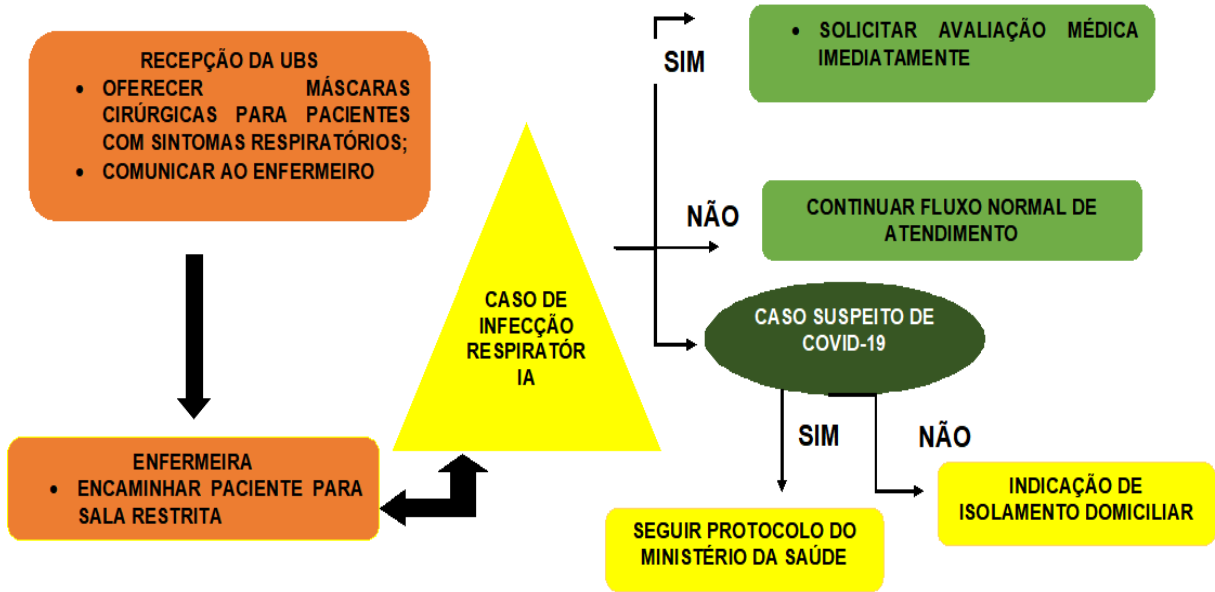 RECEPÇÃO DA UBS
• OFERECER MÁSCARAS
CIRÚRGICAS PARA PACIENTES
COM SINTOMAS RESPIRATÓRIOS;
• COMUNICAR AO ENFERMEIRO
ENFERMEIRA
• ENCAMINHAR PACIENTE PARA
SALA RESTRITA
CASO DE
INFECÇÃO
RESPIRATÓR
IA
SIM
• SOLICITAR AVALIAÇÃO MÉDICA
IMEDIATAMENTE
NÃO
CONTINUAR FLUXO NORMAL DE
ATENDIMENTO
CASO SUSPEITO DE
COVID-19
SIM
SEGUIR PROTOCOLO DO
MINISTÉRIO DA SAÚDE
NÃO
INDICAÇÃO DE
ISOLAMENTO DOMICILIAR